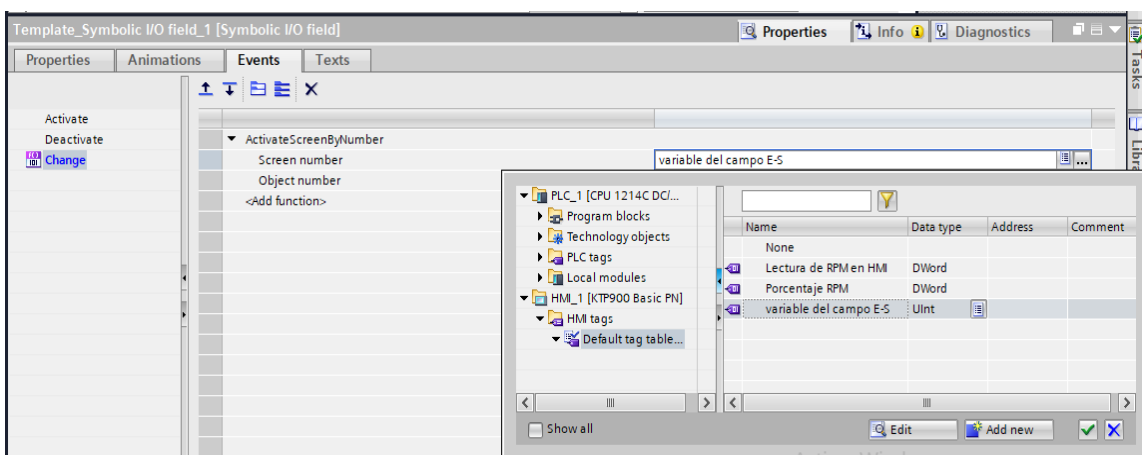 Template_Symbolic I/O field_1 [Symbolic I/O field]
Properties Info Diagnostics
Properties Animations Events Texts
Tasks
Activate
Deactivate
Change
ActivateScreenByNumber
Screen number variable del campo E-S
Object number
<Add function>
Libra
PLC_1 [CPU 1214C DC/...
Program blocks
Technology objects
PLC tags
Local modules
HMI_1 [KTP900 Basic PN]
HMI tags
Default tag table...
Name Data type Address Comment
None
Lectura de RPM en HMI DWord
Porcentaje RPM DWord
variable del campo E-S UInt
Show all Edit Add new